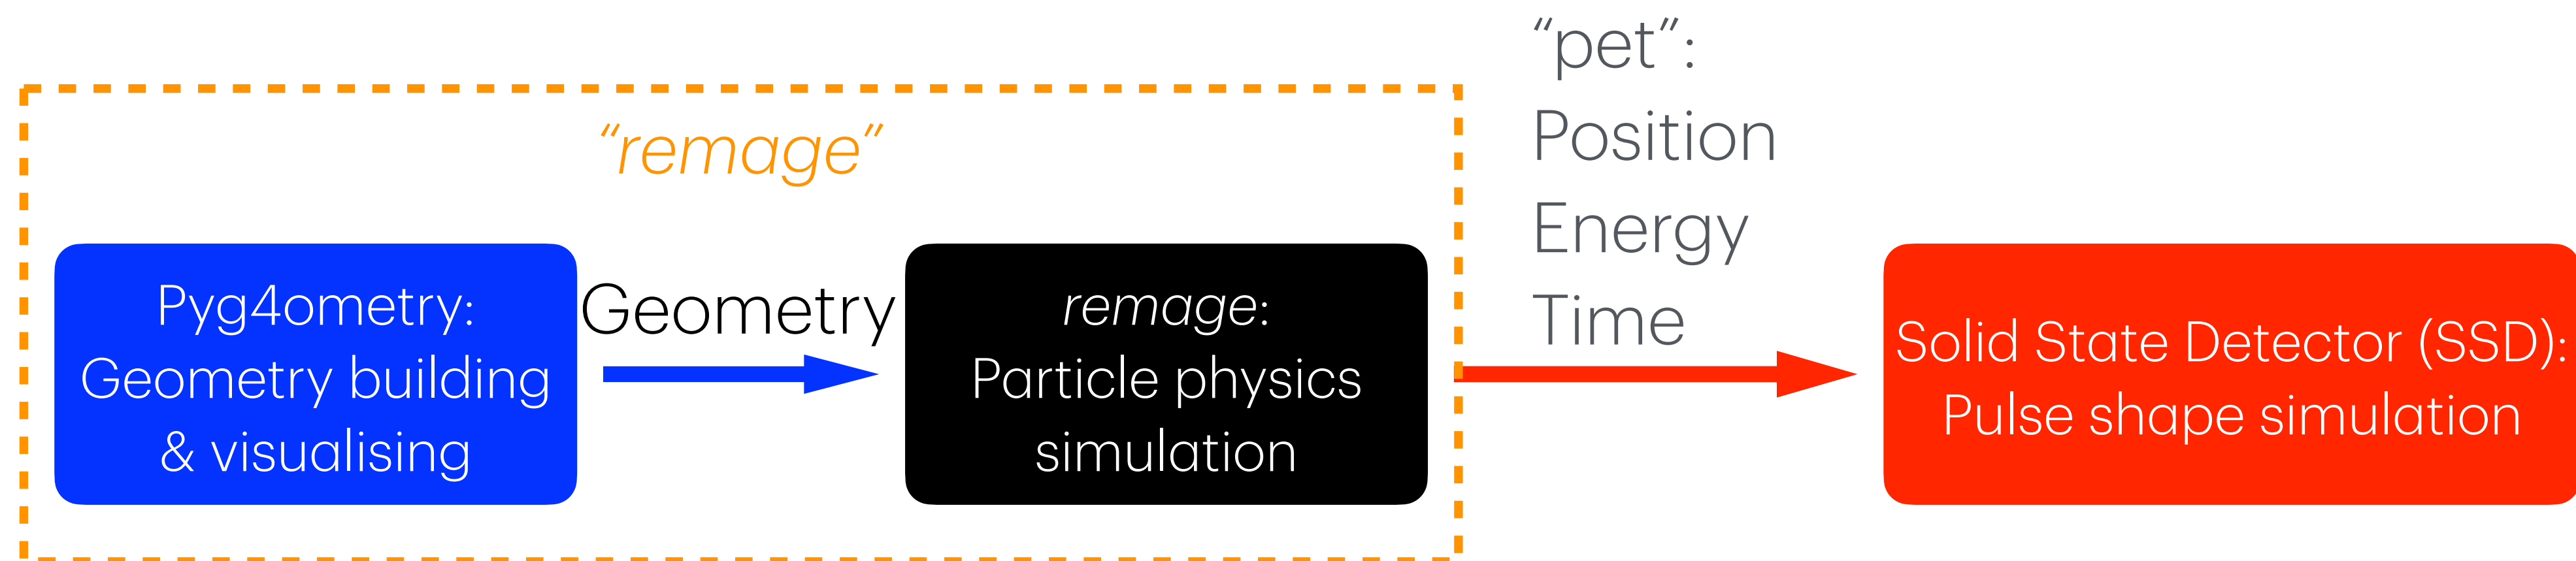 “remage”
Pyg4ometry:
Geometry building
& visualising
Geometry
remage:
Particle physics
simulation
“pet”:
Position
Energy
Time
Solid State Detector (SSD):
Pulse shape simulation